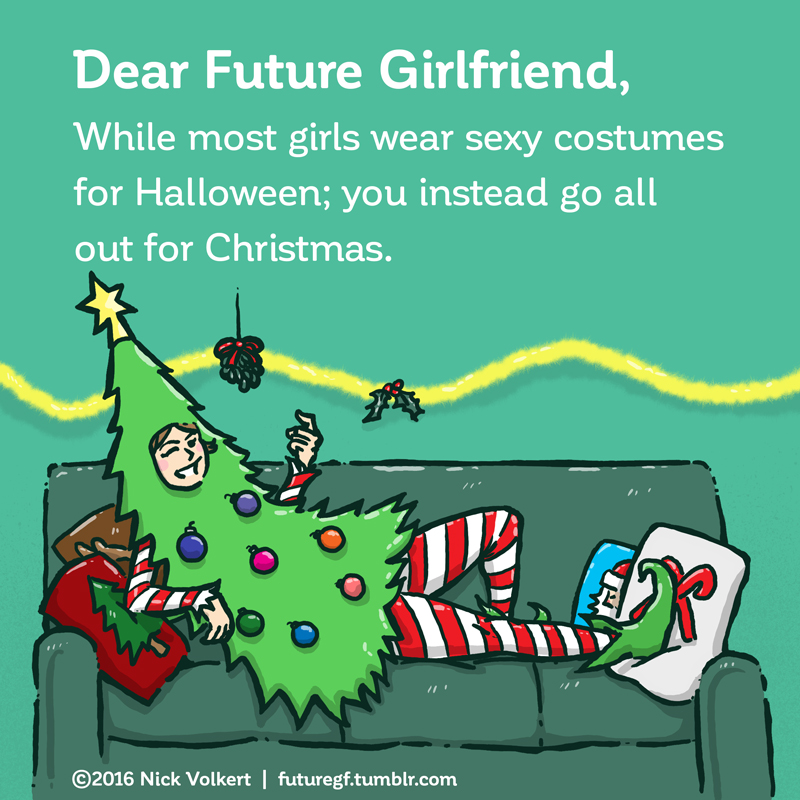 Dear Future Girlfriend,
While most girls wear sexy costumes
for Halloween; you instead go all
out for Christmas.
©2016 Nick Volkert | futuregf.tumblr.com